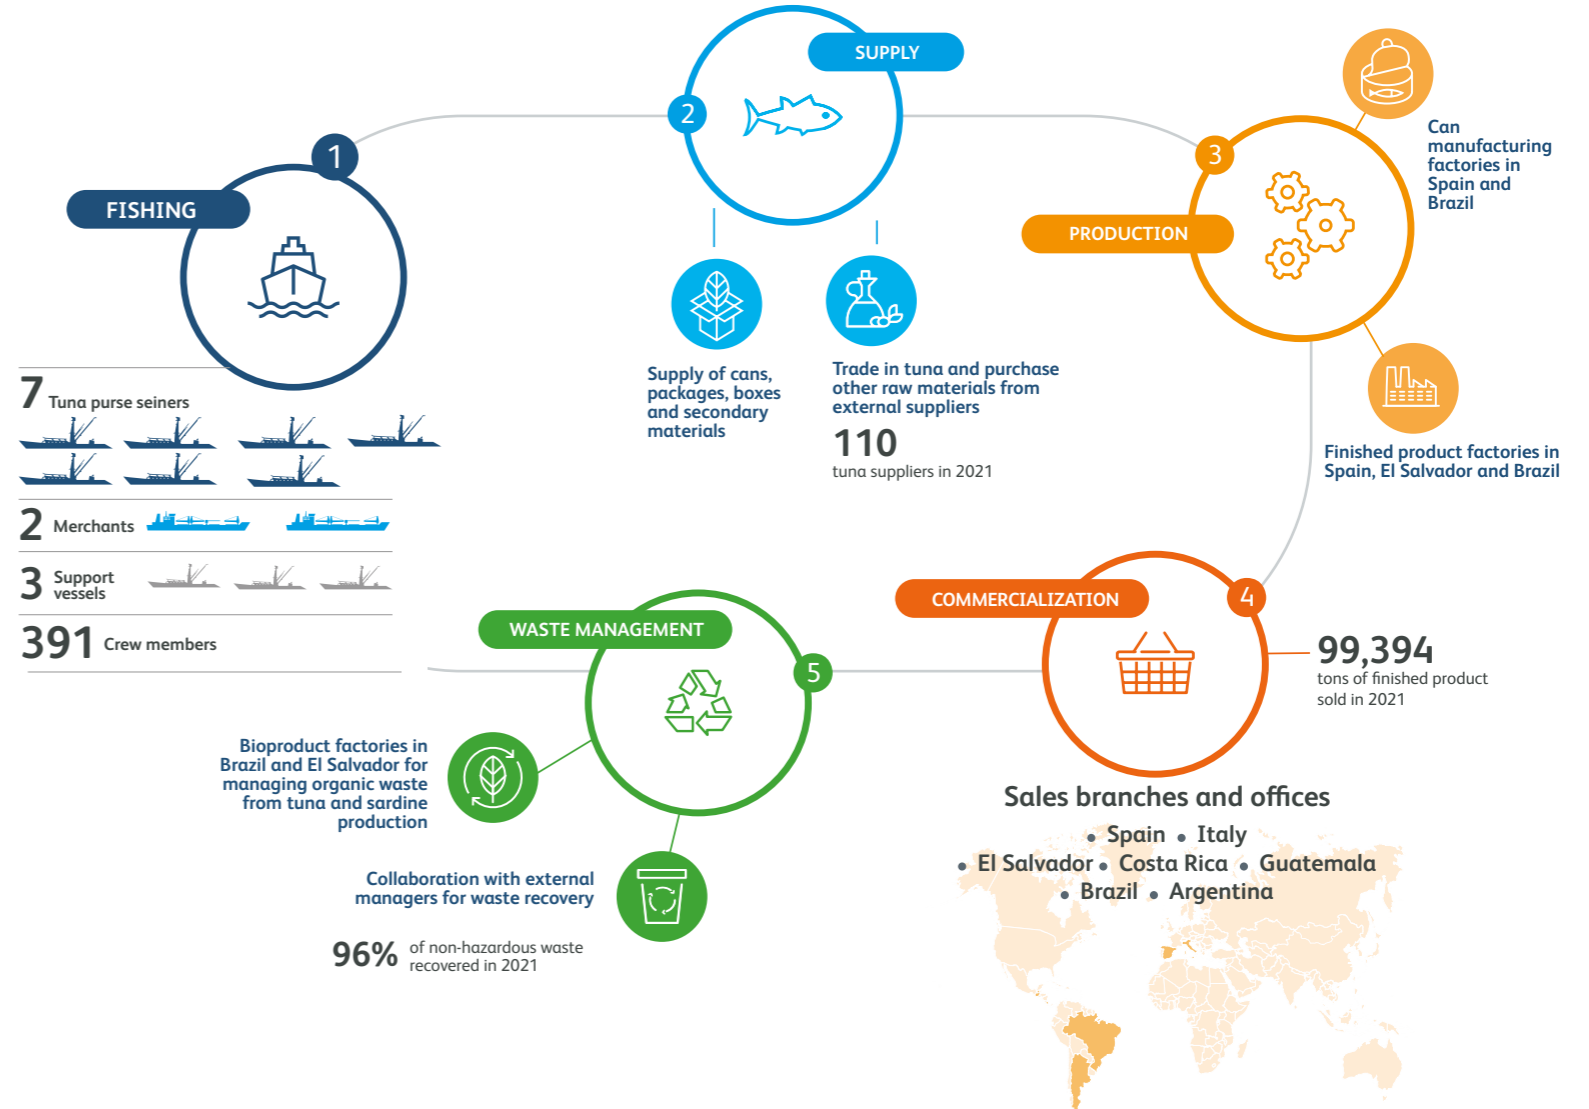 1
FISHING
7 Tuna purse seiners
2 Merchants
3 Support
vessels
391 Crew members
2
SUPPLY
Supply of cans,
packages, boxes
and secondary
materials
Trade in tuna and purchase
other raw materials from
external suppliers
110
tuna suppliers in 2021
3
PRODUCTION
Can
manufacturing
factories in
Spain and
Brazil
Finished product factories in
Spain, El Salvador and Brazil
4
COMMERCIALIZATION
99,394
tons of finished product
sold in 2021
Sales branches and offices
• Spain • Italy
• El Salvador • Costa Rica • Guatemala
• Brazil • Argentina
5
WASTE MANAGEMENT
Bioproduct factories in
Brazil and El Salvador for
managing organic waste
from tuna and sardine
production
Collaboration with external
managers for waste recovery
96% of non-hazardous waste
recovered in 2021